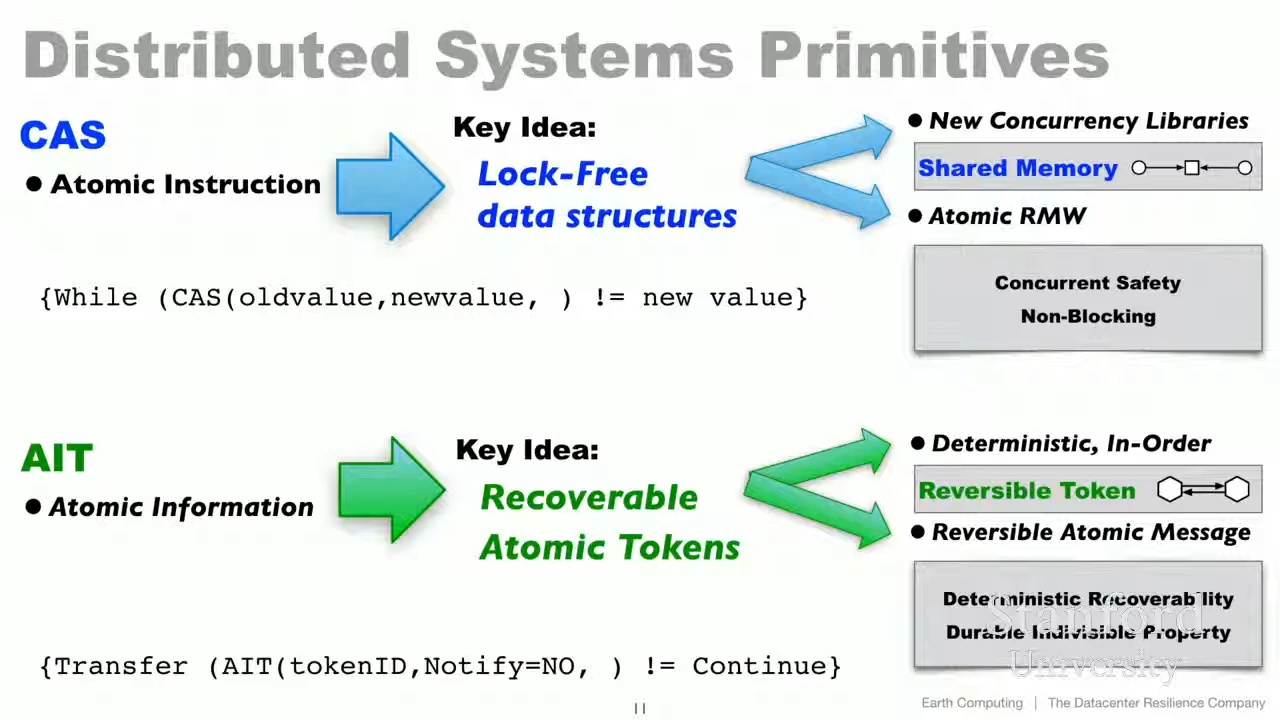 Distributed Systems Primitives
CAS
● Atomic Instruction
Key Idea:
Lock-Free
data structures
● New Concurrency Libraries
Shared Memory
● Atomic RMW
Concurrent Safety
Non-Blocking
{While (CAS(oldvalue,newvalue, ) != new value}
AIT
● Atomic Information
Key Idea:
Recoverable
Atomic Tokens
● Deterministic, In-Order
Reversible Token
● Reversible Atomic Message
Deterministic Recoverability
Durable Indivisible Property
{Transfer (AIT(tokenID,Notify=NO, ) != Continue}
Stanford
University
11
Earth Computing | The Datacenter Resilience Company